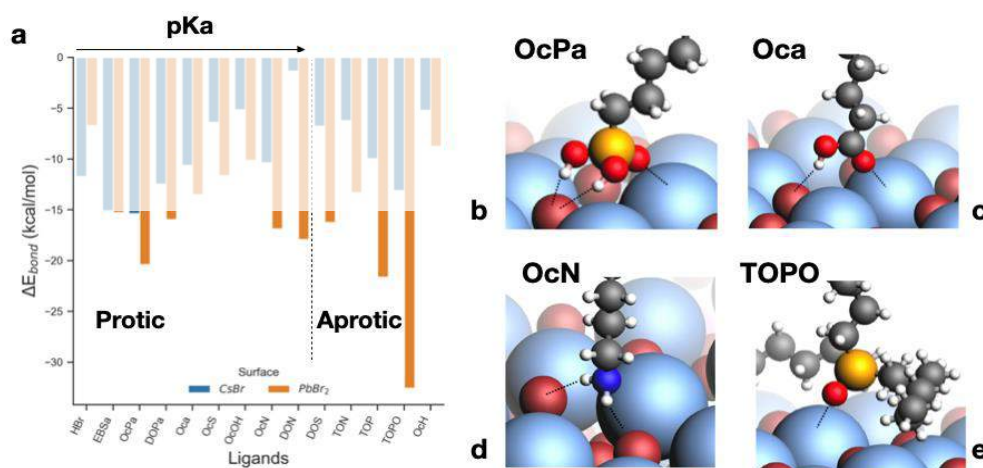 a
pKa
0
−5
−10
−15
−20
−25
−30
ΔE_bond (kcal/mol)
Protic
Aprotic
Surface
CsBr
PbBr₂
HBr
EBSa
OcPa
DOPa
Oca
OcS
OcOH
OcN
DON
DOS
TON
TOP
TOPO
OcH
Ligands
OcPa
b
Oca
c
OcN
d
TOPO
e